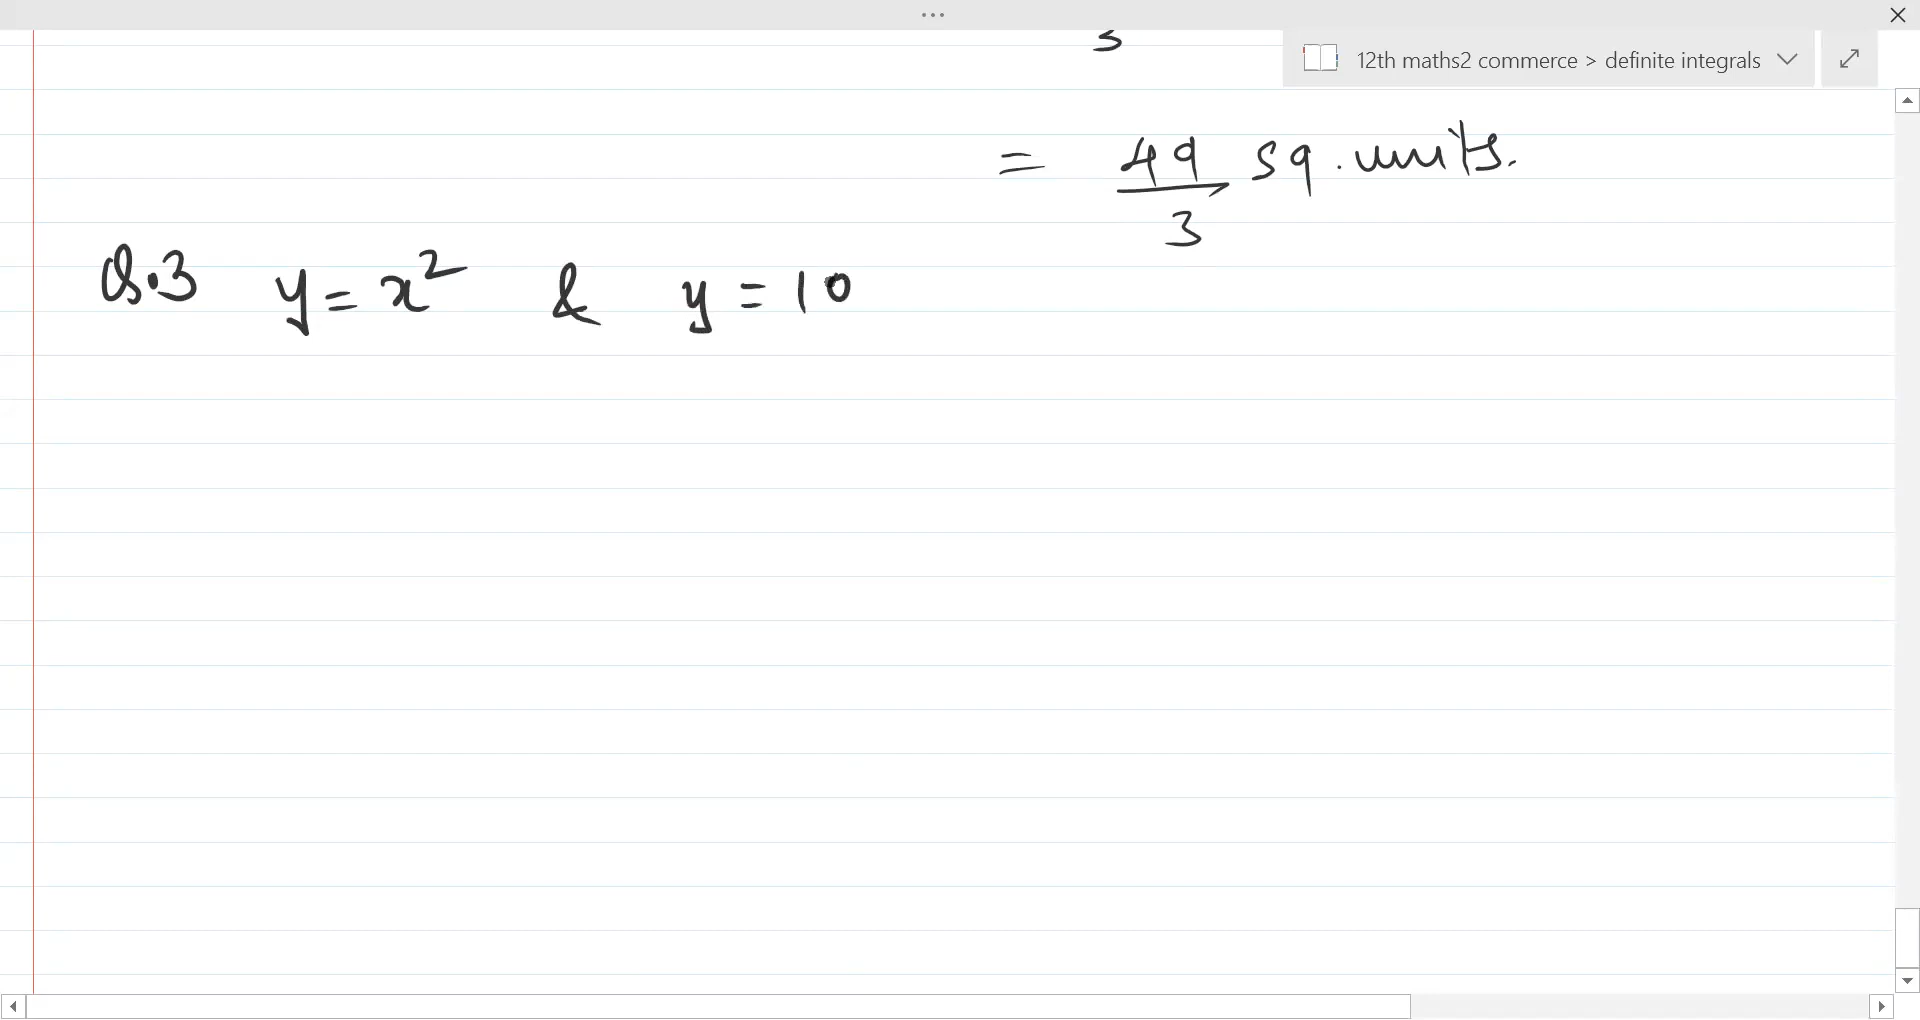 12th maths2 commerce > definite integrals
= 49/3 sq. units.
Q.3 y = x² & y = 10